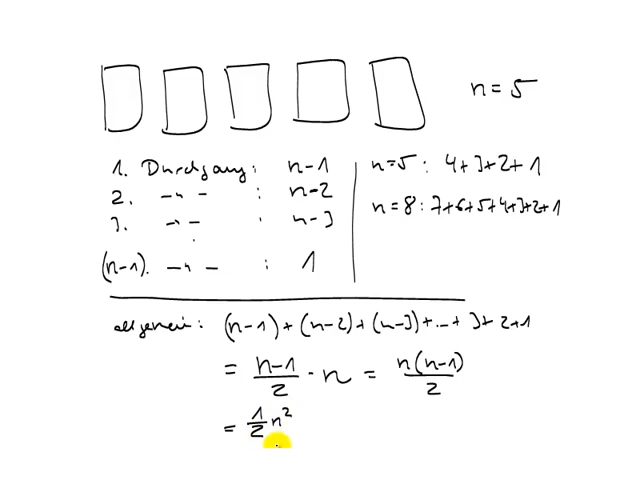 n = 5
1. Durchgang : n-1
2. -"- : n-2
3. -"- : n-3
(n-1). -"- : 1
n=5 : 4+3+2+1
n=8 : 7+6+5+4+3+2+1
allgemein : (n-1)+(n-2)+(n-3)+...+3+2+1
= n-1/2 · n = n(n-1)/2
= 1/2 n²